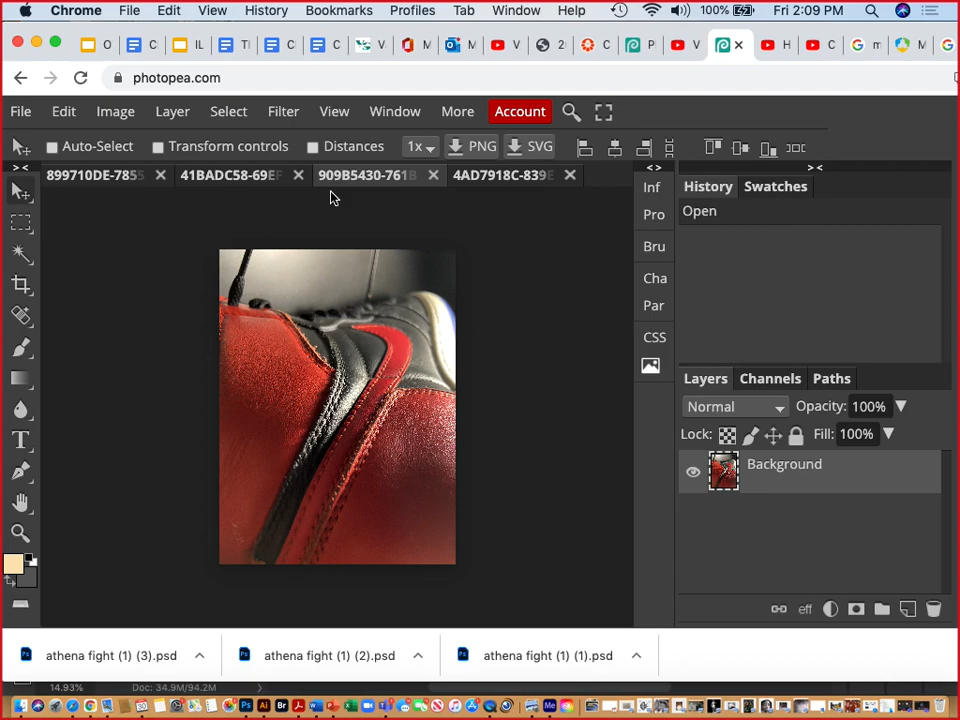 Chrome File Edit View History Bookmarks Profiles Tab Window Help 100% Fri 2:09 PM
photopea.com
File Edit Image Layer Select Filter View Window More Account
Auto-Select Transform controls Distances 1x PNG SVG
899710DE-7855 41BADC58-69EF 909B5430-761B 4AD7918C-839E
Inf
Pro
Bru
Cha
Par
CSS
History Swatches
Open
Layers Channels Paths
Normal Opacity: 100%
Lock: Fill: 100%
Background
eff
athena fight (1) (3).psd athena fight (1) (2).psd athena fight (1) (1).psd
14.93% Doc: 34.9M/94.2M